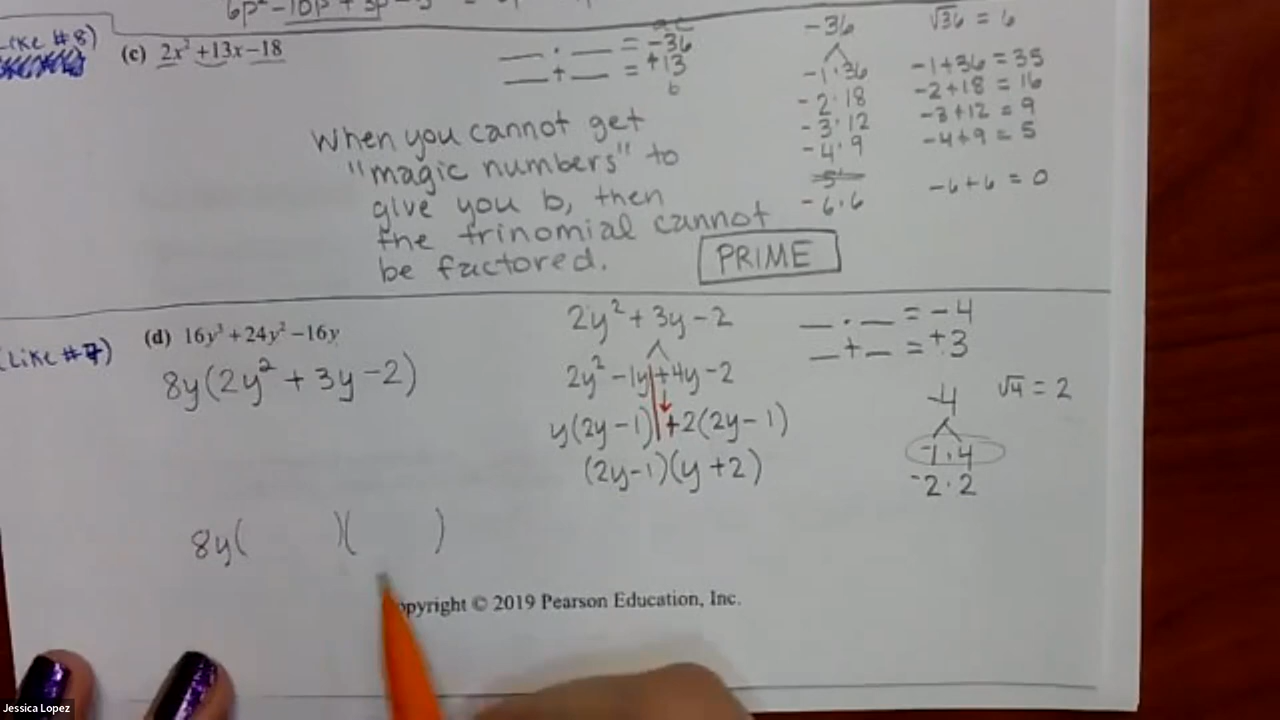 6p² - 10p + 3p
(Like #8)
(c) 2x² +13x−18
__ · __ = -36
ac
__ + __ = +13
b
When you cannot get
"magic numbers" to
give you b, then
the trinomial cannot
be factored.
PRIME
-36
-1·36
-2·18
-3·12
-4·9
5
-6·6
√36 = 6
-1+36 = 35
-2+18 = 16
-3+12 = 9
-4+9 = 5
-6+6 = 0
(Like #7)
(d) 16y³ +24y² −16y
8y(2y² + 3y -2)
8y( )( )
2y² + 3y - 2
2y² - 1y + 4y - 2
y(2y - 1) + 2(2y - 1)
(2y-1)(y +2)
__ · __ = -4
__ + __ = +3
-4
√4 = 2
-1·4
-2·2
opyright © 2019 Pearson Education, Inc.
Jessica Lopez